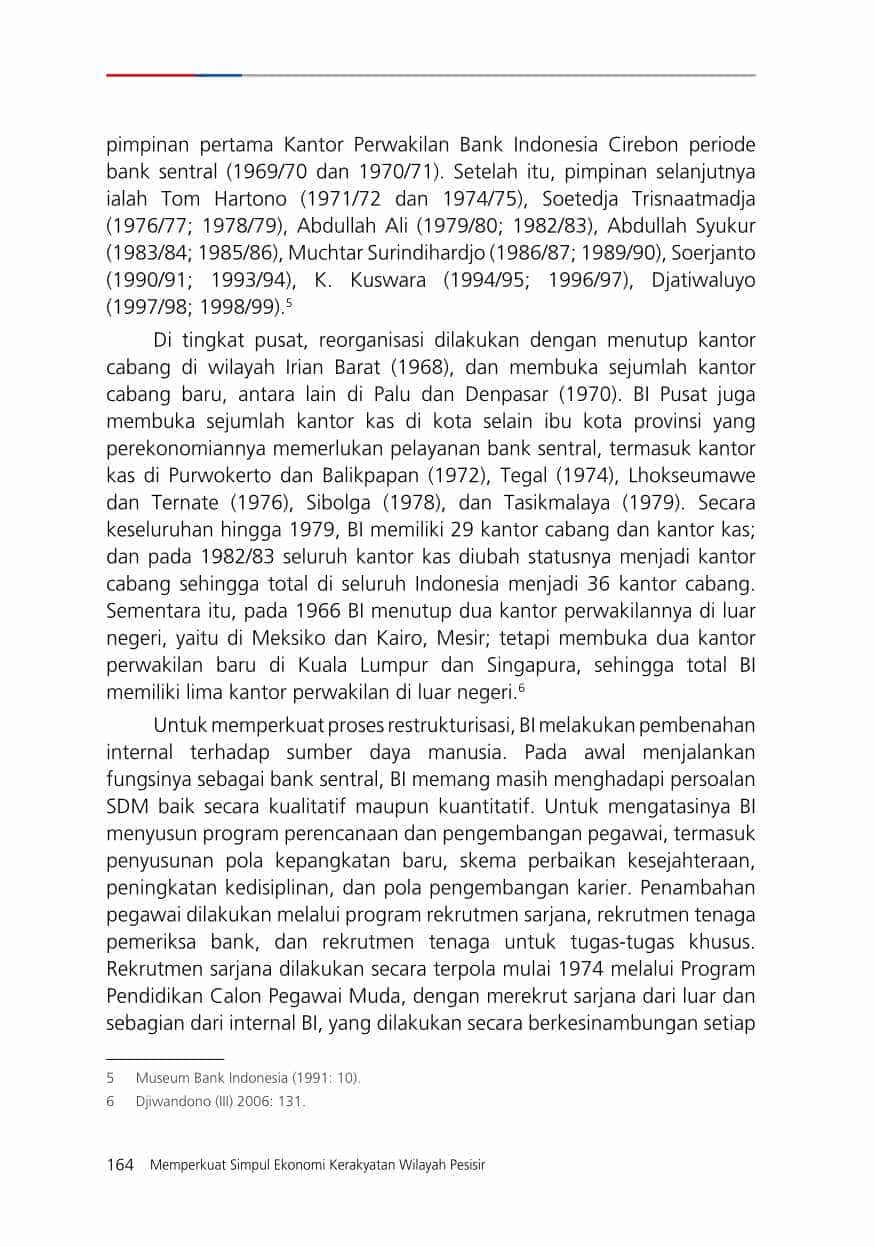 pimpinan pertama Kantor Perwakilan Bank Indonesia Cirebon periode
bank sentral (1969/70 dan 1970/71). Setelah itu, pimpinan selanjutnya
ialah Tom Hartono (1971/72 dan 1974/75), Soetedja Trisnaatmadja
(1976/77; 1978/79), Abdullah Ali (1979/80; 1982/83), Abdullah Syukur
(1983/84; 1985/86), Muchtar Surindihardjo (1986/87; 1989/90), Soerjanto
(1990/91; 1993/94), K. Kuswara (1994/95; 1996/97), Djatiwaluyo
(1997/98; 1998/99).⁵
Di tingkat pusat, reorganisasi dilakukan dengan menutup kantor
cabang di wilayah Irian Barat (1968), dan membuka sejumlah kantor
cabang baru, antara lain di Palu dan Denpasar (1970). BI Pusat juga
membuka sejumlah kantor kas di kota selain ibu kota provinsi yang
perekonomiannya memerlukan pelayanan bank sentral, termasuk kantor
kas di Purwokerto dan Balikpapan (1972), Tegal (1974), Lhokseumawe
dan Ternate (1976), Sibolga (1978), dan Tasikmalaya (1979). Secara
keseluruhan hingga 1979, BI memiliki 29 kantor cabang dan kantor kas;
dan pada 1982/83 seluruh kantor kas diubah statusnya menjadi kantor
cabang sehingga total di seluruh Indonesia menjadi 36 kantor cabang.
Sementara itu, pada 1966 BI menutup dua kantor perwakilannya di luar
negeri, yaitu di Meksiko dan Kairo, Mesir; tetapi membuka dua kantor
perwakilan baru di Kuala Lumpur dan Singapura, sehingga total BI
memiliki lima kantor perwakilan di luar negeri.⁶
Untuk memperkuat proses restrukturisasi, BI melakukan pembenahan
internal terhadap sumber daya manusia. Pada awal menjalankan
fungsinya sebagai bank sentral, BI memang masih menghadapi persoalan
SDM baik secara kualitatif maupun kuantitatif. Untuk mengatasinya BI
menyusun program perencanaan dan pengembangan pegawai, termasuk
penyusunan pola kepangkatan baru, skema perbaikan kesejahteraan,
peningkatan kedisiplinan, dan pola pengembangan karier. Penambahan
pegawai dilakukan melalui program rekrutmen sarjana, rekrutmen tenaga
pemeriksa bank, dan rekrutmen tenaga untuk tugas-tugas khusus.
Rekrutmen sarjana dilakukan secara terpola mulai 1974 melalui Program
Pendidikan Calon Pegawai Muda, dengan merekrut sarjana dari luar dan
sebagian dari internal BI, yang dilakukan secara berkesinambungan setiap
5 Museum Bank Indonesia (1991: 10).
6 Djiwandono (III) 2006: 131.
164 Memperkuat Simpul Ekonomi Kerakyatan Wilayah Pesisir